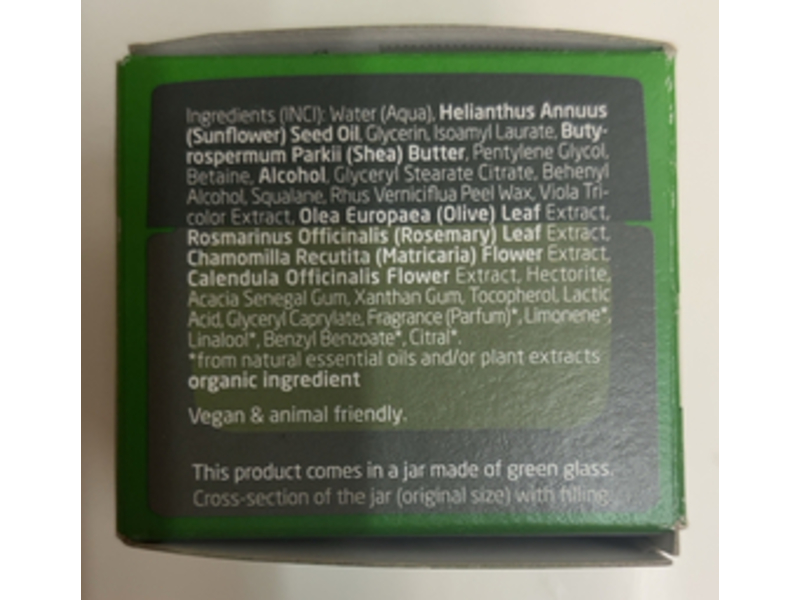 Ingredients (INCI): Water (Aqua), Helianthus Annuus
(Sunflower) Seed Oil, Glycerin, Isoamyl Laurate, Buty-
rospermum Parkii (Shea) Butter, Pentylene Glycol,
Betaine, Alcohol, Glyceryl Stearate Citrate, Behenyl
Alcohol, Squalane, Rhus Verniciflua Peel Wax, Viola Tri-
color Extract, Olea Europaea (Olive) Leaf Extract,
Rosmarinus Officinalis (Rosemary) Leaf Extract,
Chamomilla Recutita (Matricaria) Flower Extract,
Calendula Officinalis Flower Extract, Hectorite,
Acacia Senegal Gum, Xanthan Gum, Tocopherol, Lactic
Acid, Glyceryl Caprylate, Fragrance (Parfum)*, Limonene*,
Linalool*, Benzyl Benzoate*, Citral*.
*from natural essential oils and/or plant extracts
organic ingredient
Vegan & animal friendly.
This product comes in a jar made of green glass.
Cross-section of the jar (original size) with filling.